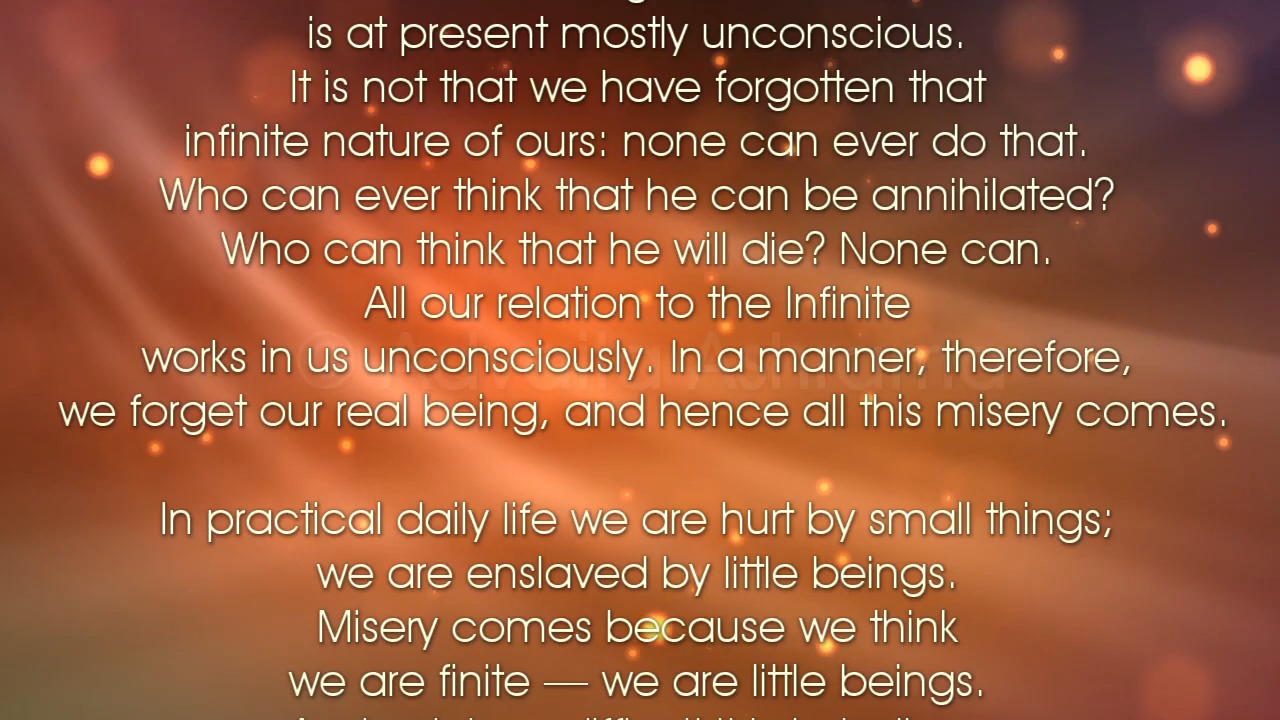 is at present mostly unconscious.
It is not that we have forgotten that
infinite nature of ours: none can ever do that.
Who can ever think that he can be annihilated?
Who can think that he will die? None can.
All our relation to the Infinite
works in us unconsciously. In a manner, therefore,
we forget our real being, and hence all this misery comes.
© Advaita Ashrama
In practical daily life we are hurt by small things;
we are enslaved by little beings.
Misery comes because we think
we are finite — we are little beings.